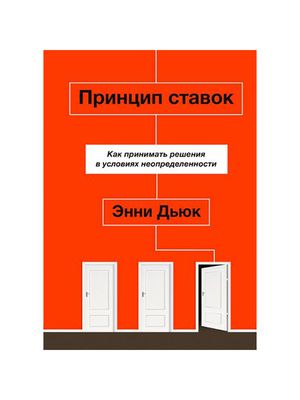 Принцип ставок
Как принимать решения
в условиях неопределенности
Энни Дьюк